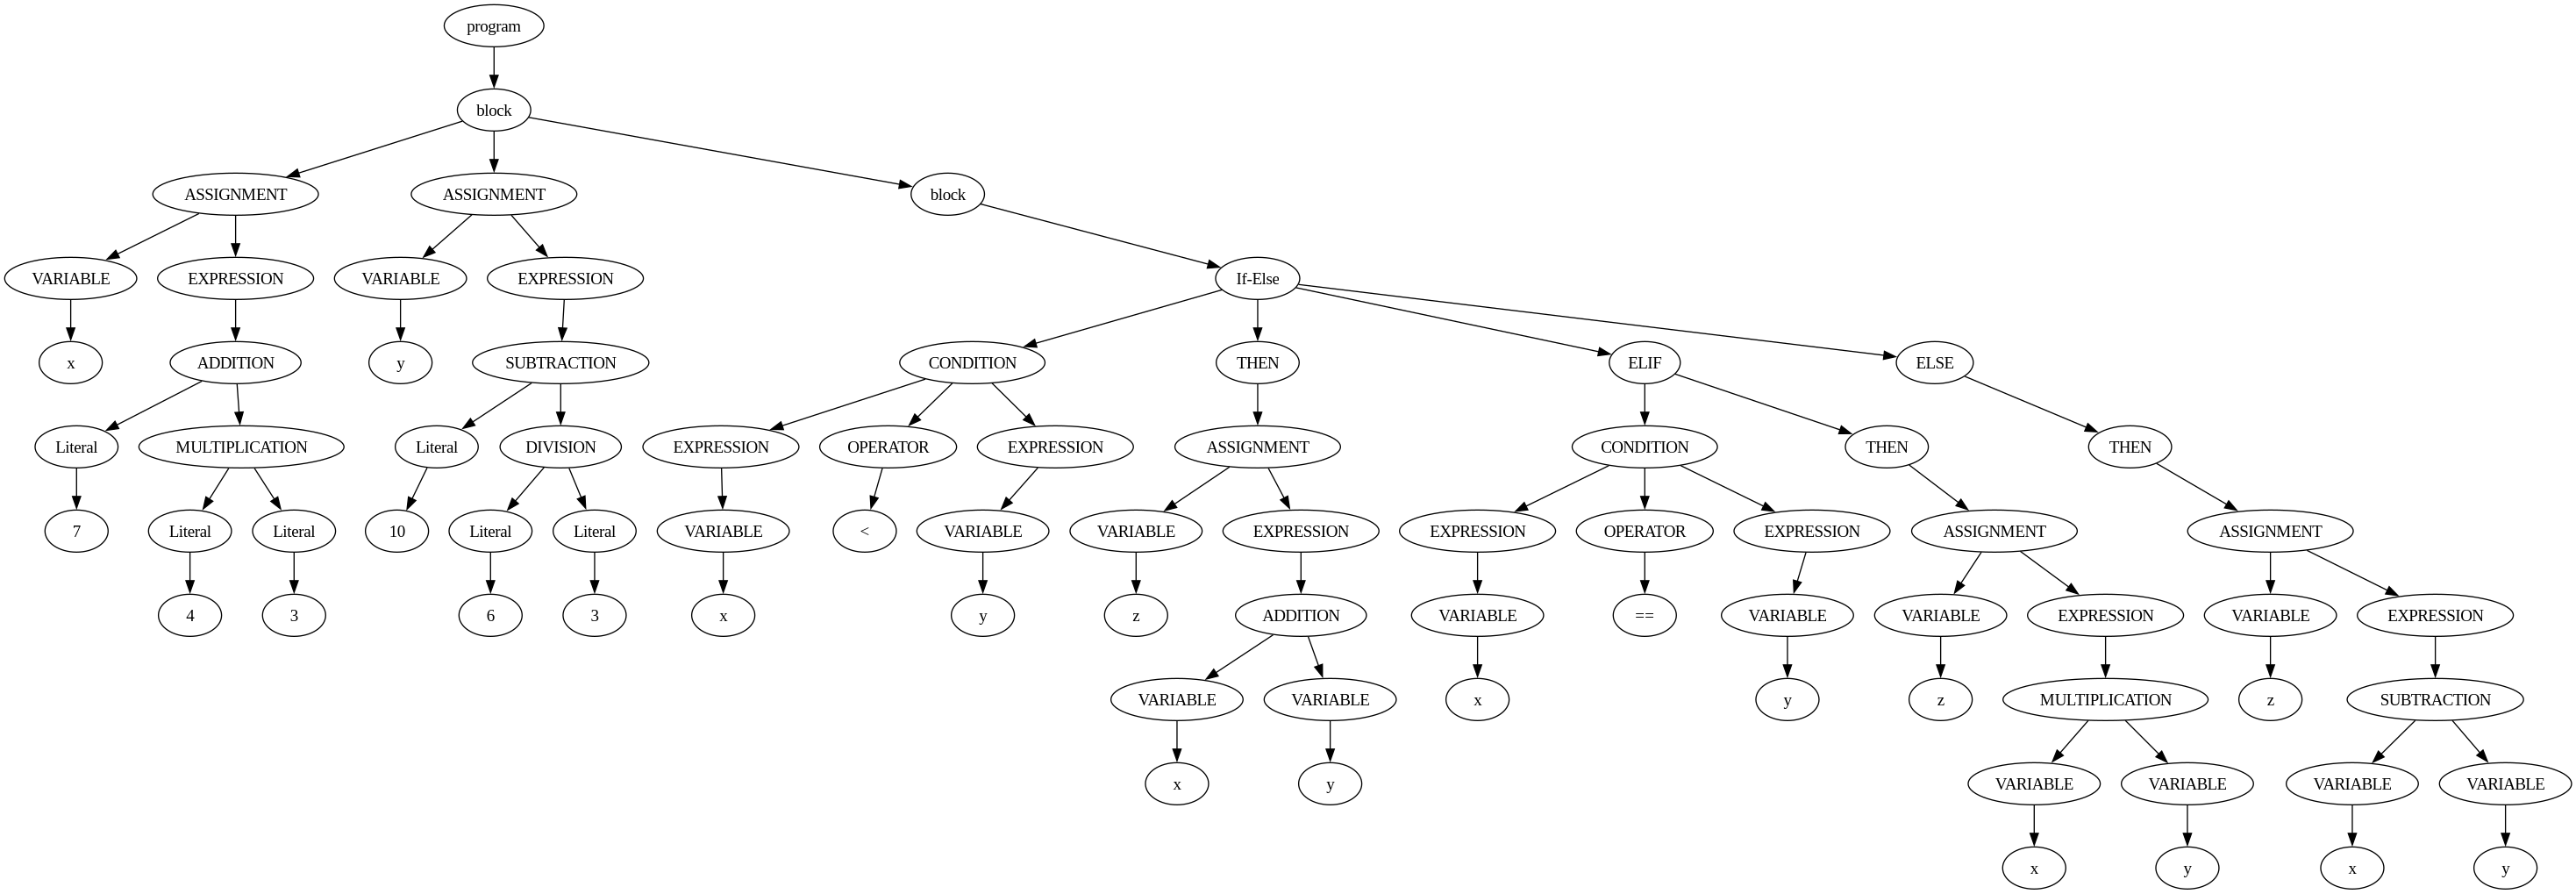 program
block
ASSIGNMENT ASSIGNMENT block
VARIABLE EXPRESSION VARIABLE EXPRESSION If-Else
x ADDITION y SUBTRACTION CONDITION THEN ELIF ELSE
Literal MULTIPLICATION Literal DIVISION EXPRESSION OPERATOR EXPRESSION ASSIGNMENT CONDITION THEN THEN
7 Literal Literal 10 Literal Literal VARIABLE < VARIABLE VARIABLE EXPRESSION EXPRESSION OPERATOR EXPRESSION ASSIGNMENT ASSIGNMENT
4 3 6 3 x y z ADDITION VARIABLE == VARIABLE VARIABLE EXPRESSION VARIABLE EXPRESSION
VARIABLE VARIABLE x y z MULTIPLICATION z SUBTRACTION
x y VARIABLE VARIABLE VARIABLE VARIABLE
x y x y